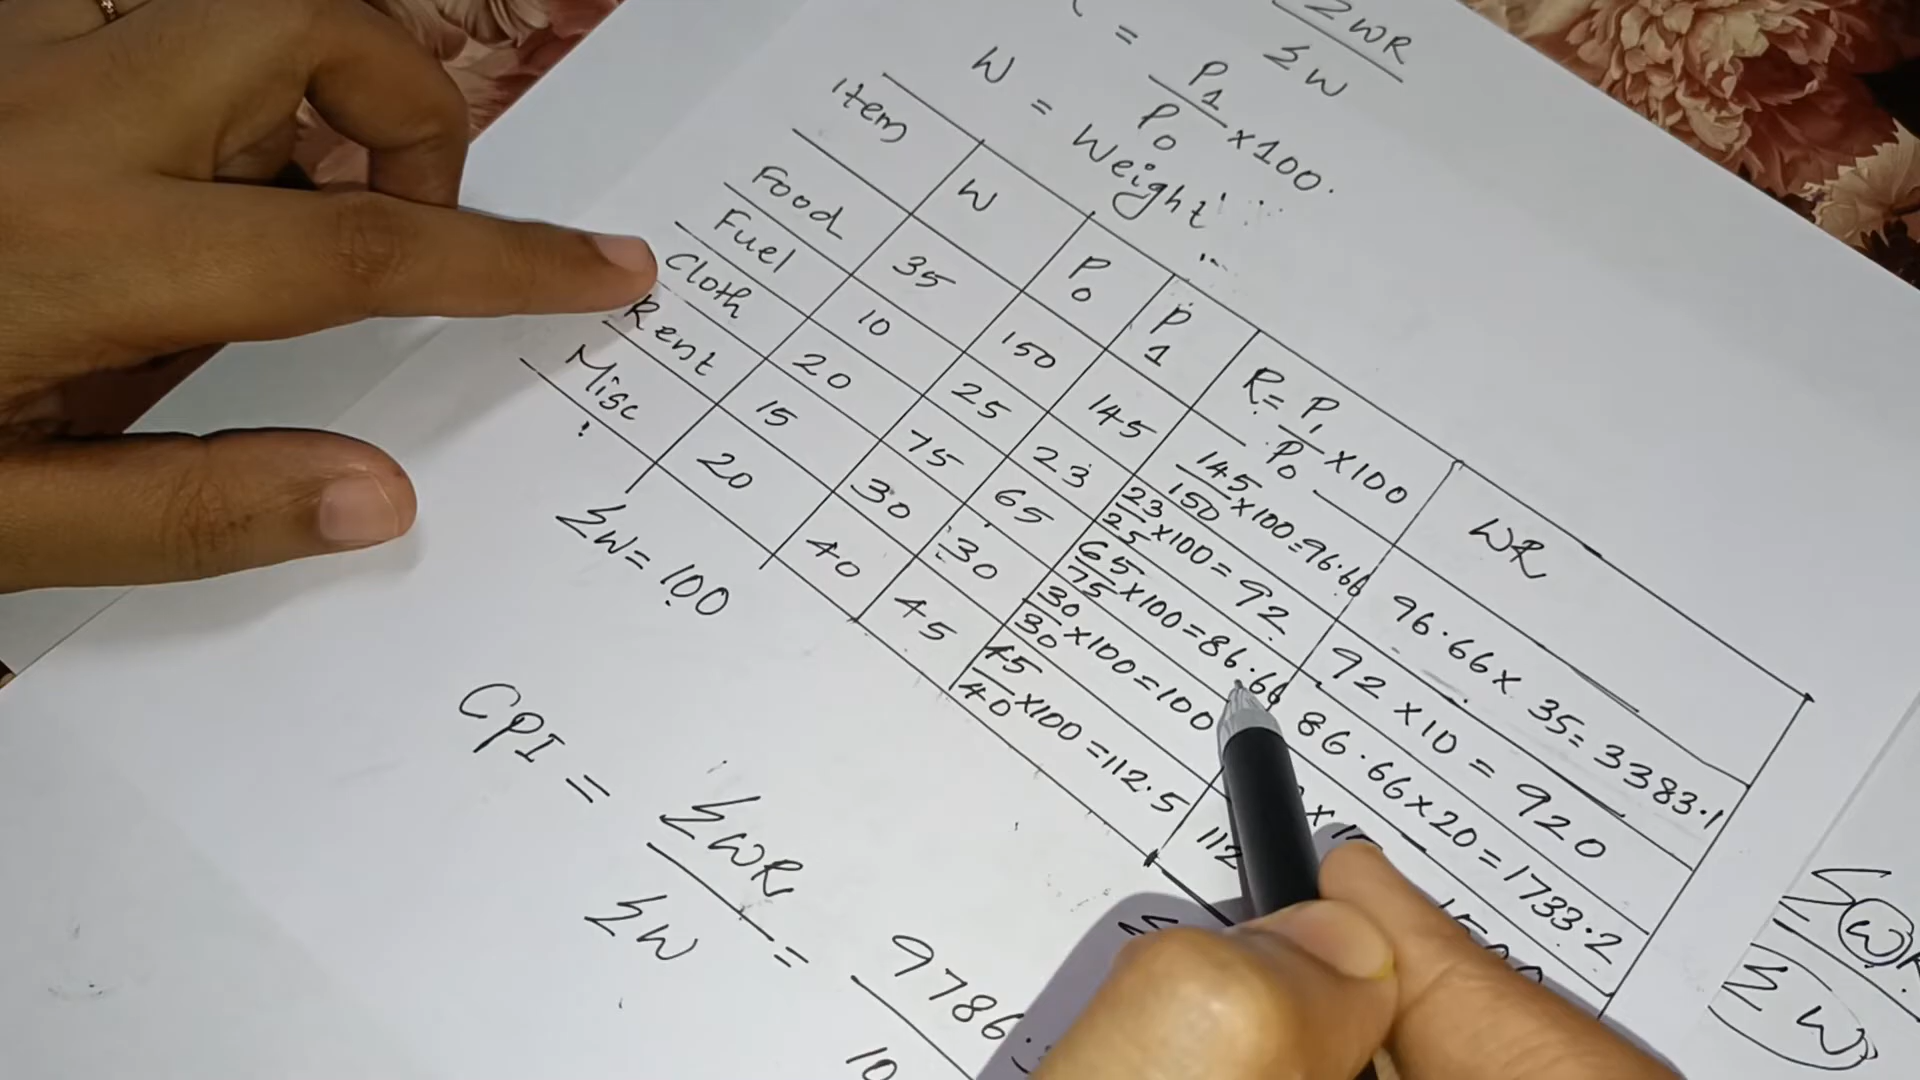 ΣWR
ΣW
= P1
P0 ×100.
W = Weight
Item W P0 P1 R= P1/P0 ×100 WR
Food 35 150 145 145/150 ×100=96.66 96.66× 35= 3383.1
Fuel 10 25 23 23/25 ×100= 92 92 ×10 = 920
Cloth 20 75 65 65/75 ×100=86.66 86.66×20=1733.2
Rent 15 30 30 30/30 ×100=100
Misc 20 40 45 45/40 ×100=112.5 112
ΣW= 100
CPI = ΣWR/ΣW = 9786.
10
ΣWR
ΣW